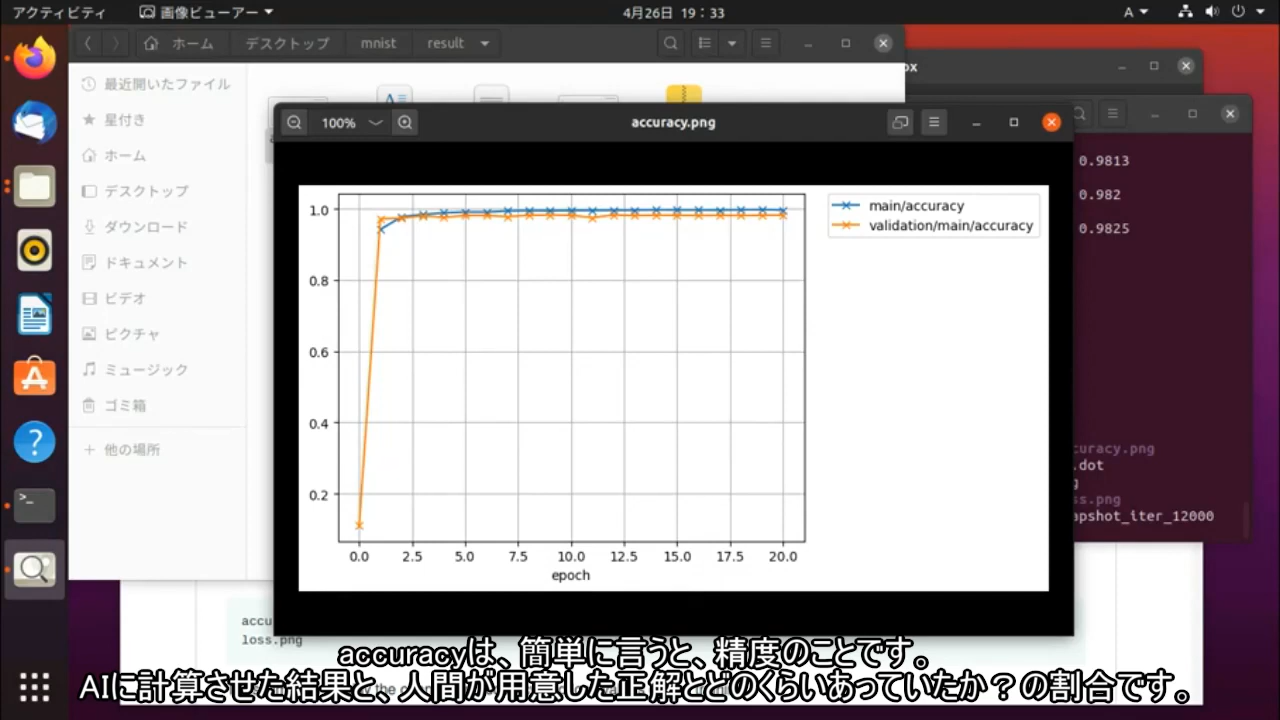 アクティビティ
画像ビューアー
4月26日 19：33
A
ホーム
デスクトップ
mnist
result
最近開いたファイル
星付き
ホーム
デスクトップ
ダウンロード
ドキュメント
ビデオ
ピクチャ
ミュージック
ゴミ箱
他の場所
ox
100%
accuracy.png
1.0
0.8
0.6
0.4
0.2
0.0
2.5
5.0
7.5
10.0
12.5
15.0
17.5
20.0
epoch
main/accuracy
validation/main/accuracy
0.9813
0.982
0.9825
curacy.png
.dot
g
ss.png
apshot_iter_12000
accu
loss.png
accuracyは、簡単に言うと、精度のことです。
AIに計算させた結果と、人間が用意した正解とどのくらいあっていたか？の割合です。